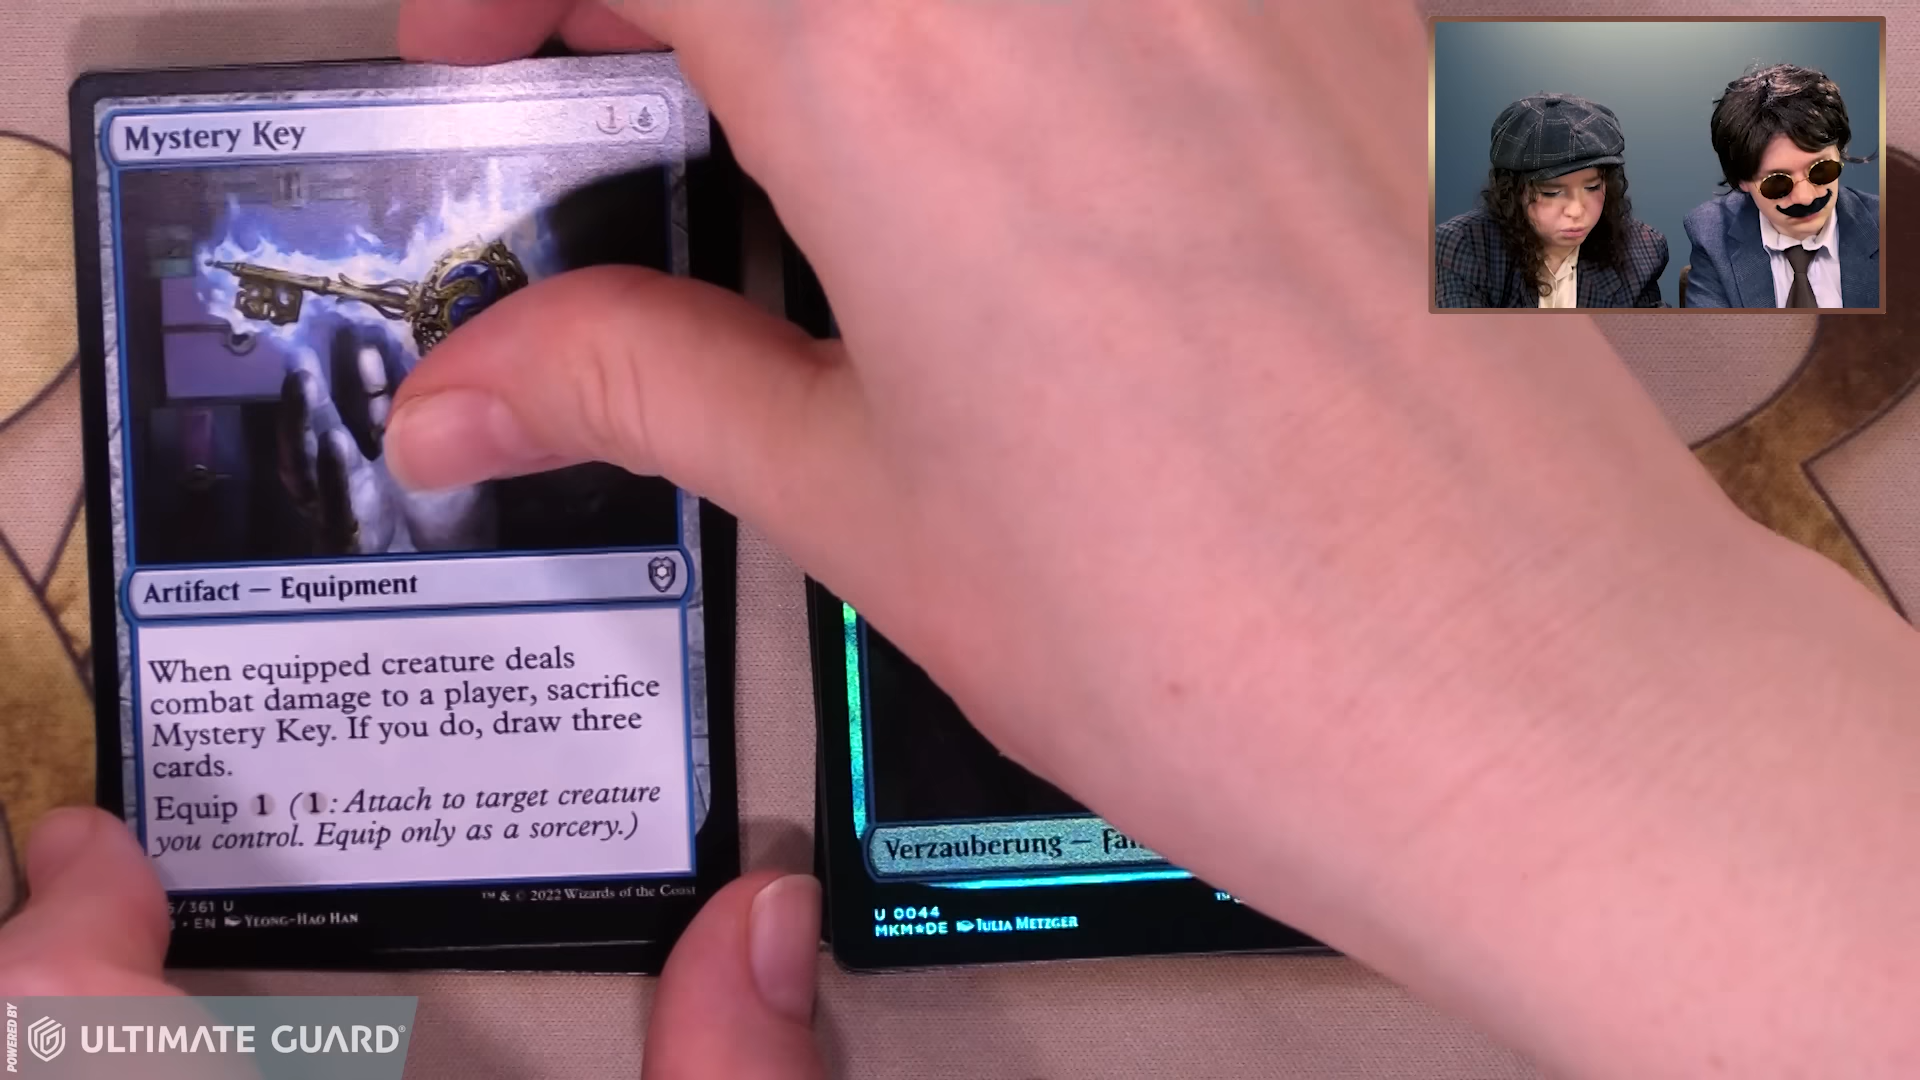 Mystery Key
1
Artifact — Equipment
When equipped creature deals
combat damage to a player, sacrifice
Mystery Key. If you do, draw three
cards.
Equip 1 (1: Attach to target creature
you control. Equip only as a sorcery.)
/361 U
™ & © 2022 Wizards of the Coast
• EN Yeong-Hao Han
Verzauberung —
U 0044
MKM★DE Julia Metzger
POWERED BY
ULTIMATE GUARD®